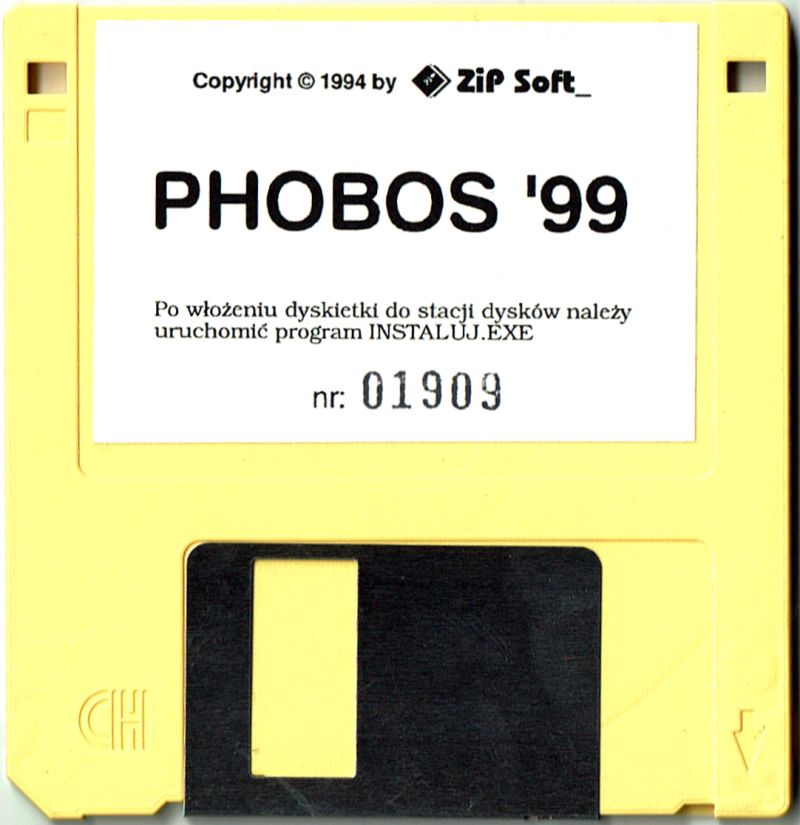 Copyright © 1994 by ZiP Soft_
PHOBOS '99
Po włożeniu dyskietki do stacji dysków należy
uruchomić program INSTALUJ.EXE
nr: 01909
CH